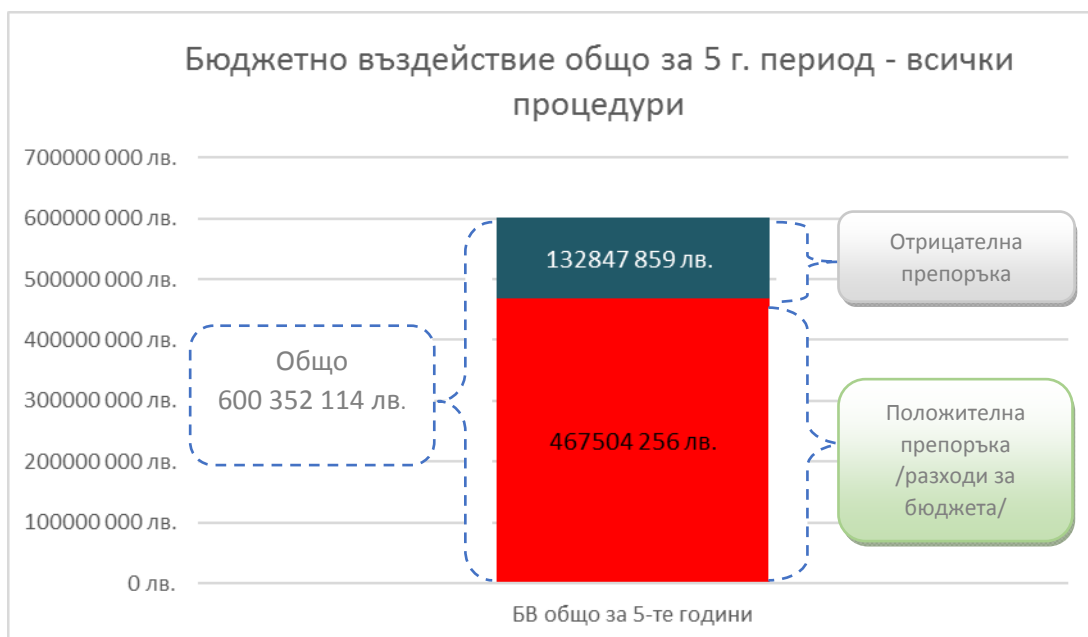 Бюджетно въздействие общо за 5 г. период - всички
процедури
700000 000 лв.
600000 000 лв.
500000 000 лв.
400000 000 лв.
300000 000 лв.
200000 000 лв.
100000 000 лв.
0 лв.
Общо
600 352 114 лв.
132847 859 лв.
467504 256 лв.
Отрицателна
препоръка
Положителна
препоръка
/разходи за
бюджета/
БВ общо за 5-те години